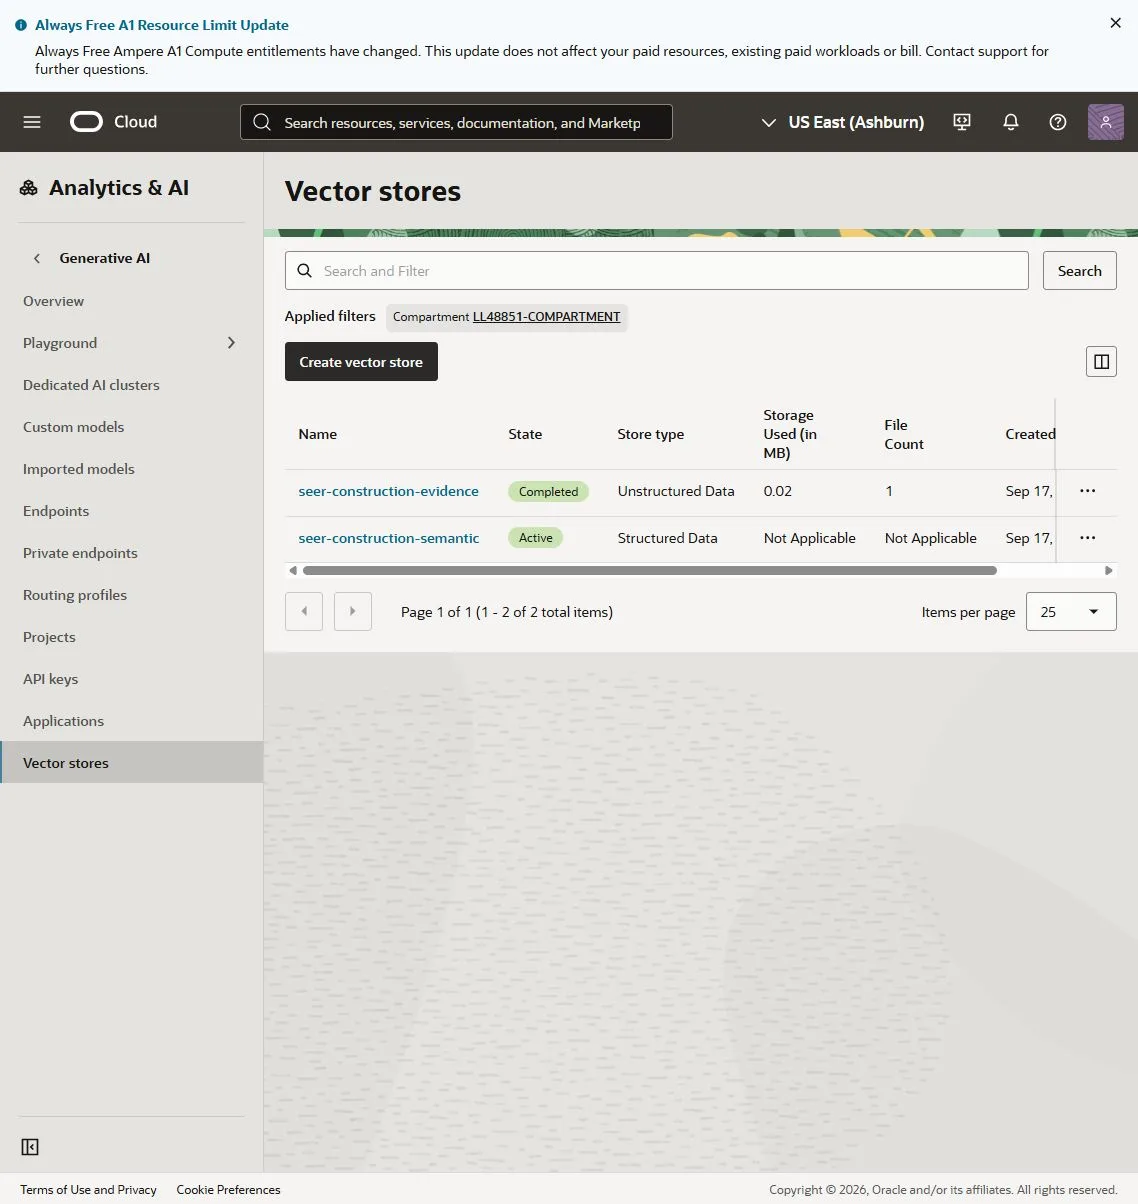 Always Free A1 Resource Limit Update
Always Free Ampere A1 Compute entitlements have changed. This update does not affect your paid resources, existing paid workloads or bill. Contact support for
further questions.
Cloud
Search resources, services, documentation, and Marketp
US East (Ashburn)
Analytics & AI
Generative AI
Overview
Playground
Dedicated AI clusters
Custom models
Imported models
Endpoints
Private endpoints
Routing profiles
Projects
API keys
Applications
Vector stores
Vector stores
Search and Filter
Search
Applied filters Compartment LL48851-COMPARTMENT
Create vector store
Name State Store type Storage Used (in MB) File Count Created
seer-construction-evidence Completed Unstructured Data 0.02 1 Sep 17,
seer-construction-semantic Active Structured Data Not Applicable Not Applicable Sep 17,
Page 1 of 1 (1 - 2 of 2 total items) Items per page 25
Terms of Use and Privacy Cookie Preferences Copyright © 2026, Oracle and/or its affiliates. All rights reserved.